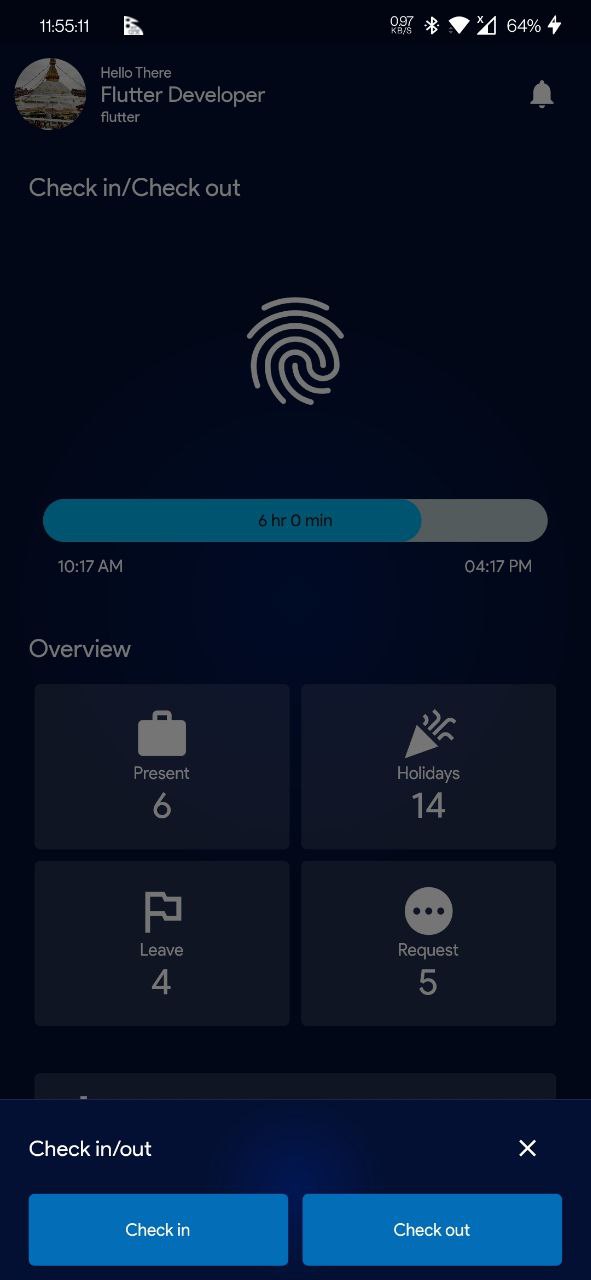 11:55:11
0.97
KB/S
64%
Hello There
Flutter Developer
flutter
Check in/Check out
6 hr 0 min
10:17 AM 04:17 PM
Overview
Present Holidays
6 14
Leave Request
4 5
Check in/out
Check in Check out